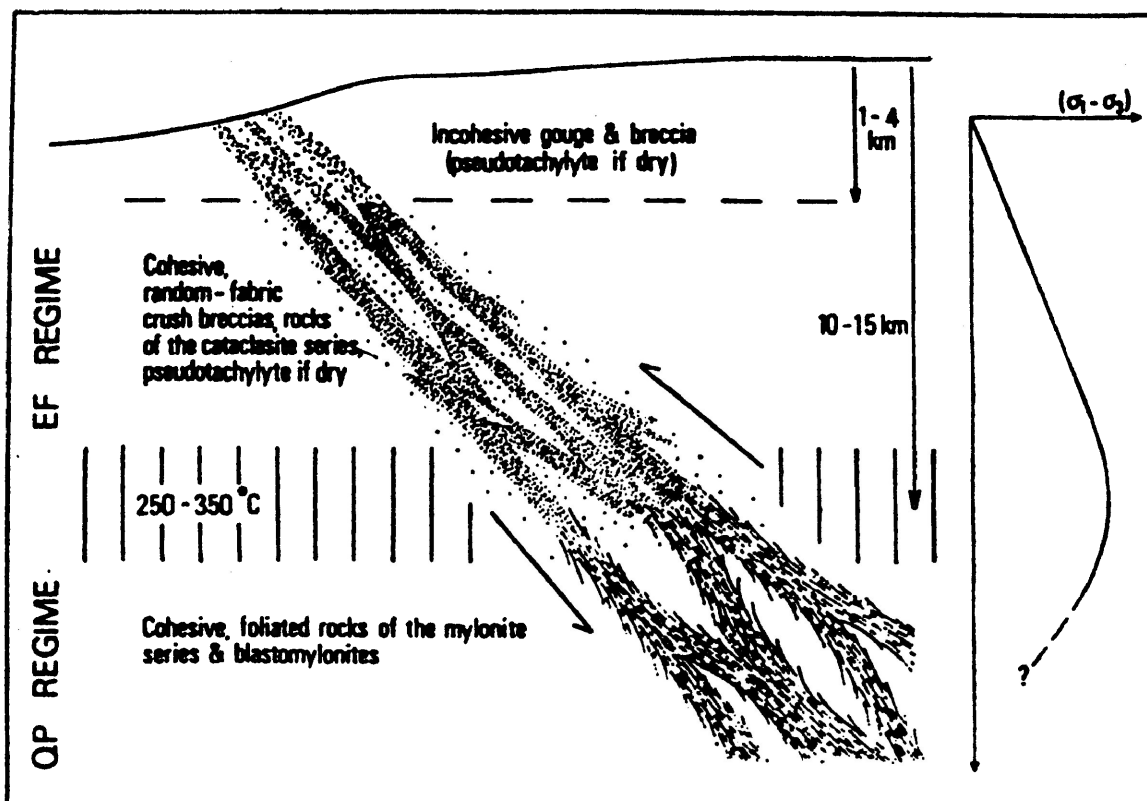 Incohesive gouge & breccia
(pseudotachylyte if dry)
1-4
km
(σ₁ - σ₃)
EF REGIME
Cohesive,
random-fabric
crush breccias, rocks
of the cataclasite series,
pseudotachylyte if dry
10-15 km
250-350 °C
QP REGIME
Cohesive, foliated rocks of the mylonite
series & blastomylonites
?